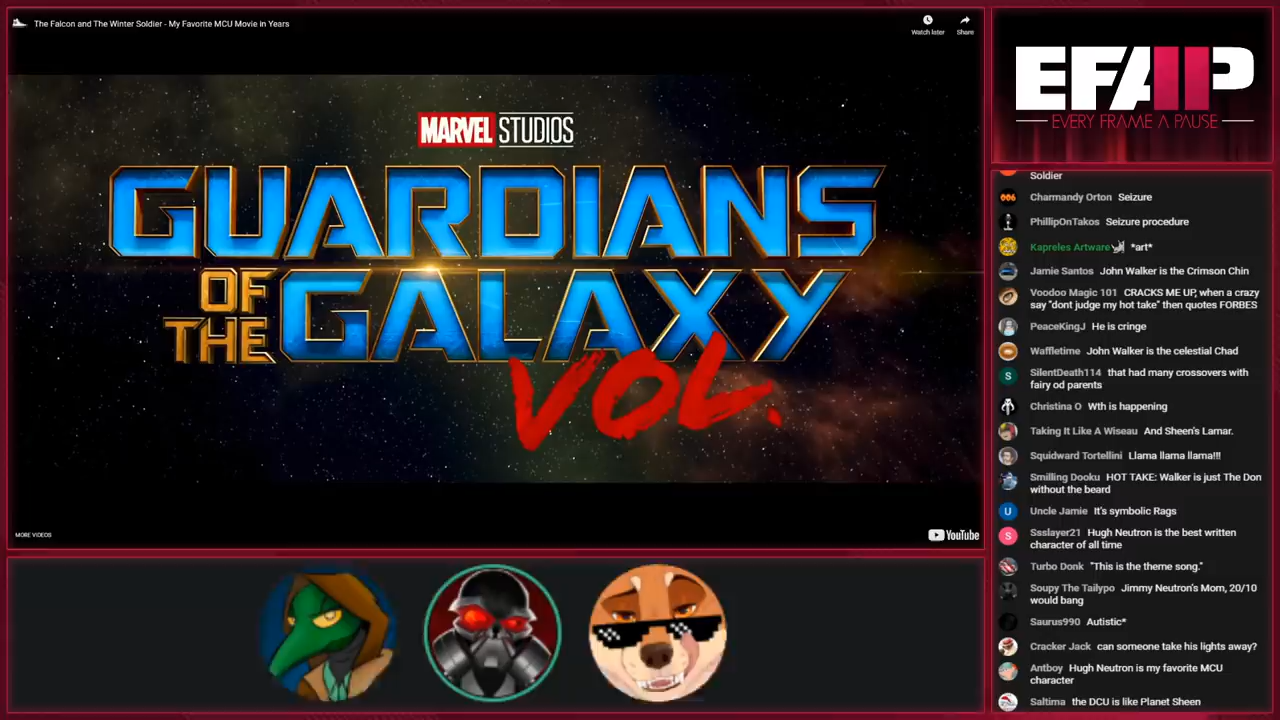 The Falcon and The Winter Soldier - My Favorite MCU Movie in Years
Watch later
Share
MARVEL STUDIOS
GUARDIANS
OF THE GALAXY
VOL.
MORE VIDEOS
YouTube
EFAP
EVERY FRAME A PAUSE
Soldier
Charmandy Orton Seizure
PhillipOnTakos Seizure procedure
Kapreles Artware *art*
Jamie Santos John Walker is the Crimson Chin
Voodoo Magic 101 CRACKS ME UP, when a crazy
say "dont judge my hot take" then quotes FORBES
PeaceKingJ He is cringe
Waffletime John Walker is the celestial Chad
SilentDeath114 that had many crossovers with
fairy od parents
Christina O Wth is happening
Taking It Like A Wiseau And Sheen's Lamar.
Squidward Tortellini Llama llama llama!!!
Smilling Dooku HOT TAKE: Walker is just The Don
without the beard
Uncle Jamie It's symbolic Rags
Ssslayer21 Hugh Neutron is the best written
character of all time
Turbo Donk "This is the theme song."
Soupy The Tailypo Jimmy Neutron's Mom, 20/10
would bang
Saurus990 Autistic*
Cracker Jack can someone take his lights away?
Antboy Hugh Neutron is my favorite MCU
character
Saltima the DCU is like Planet Sheen